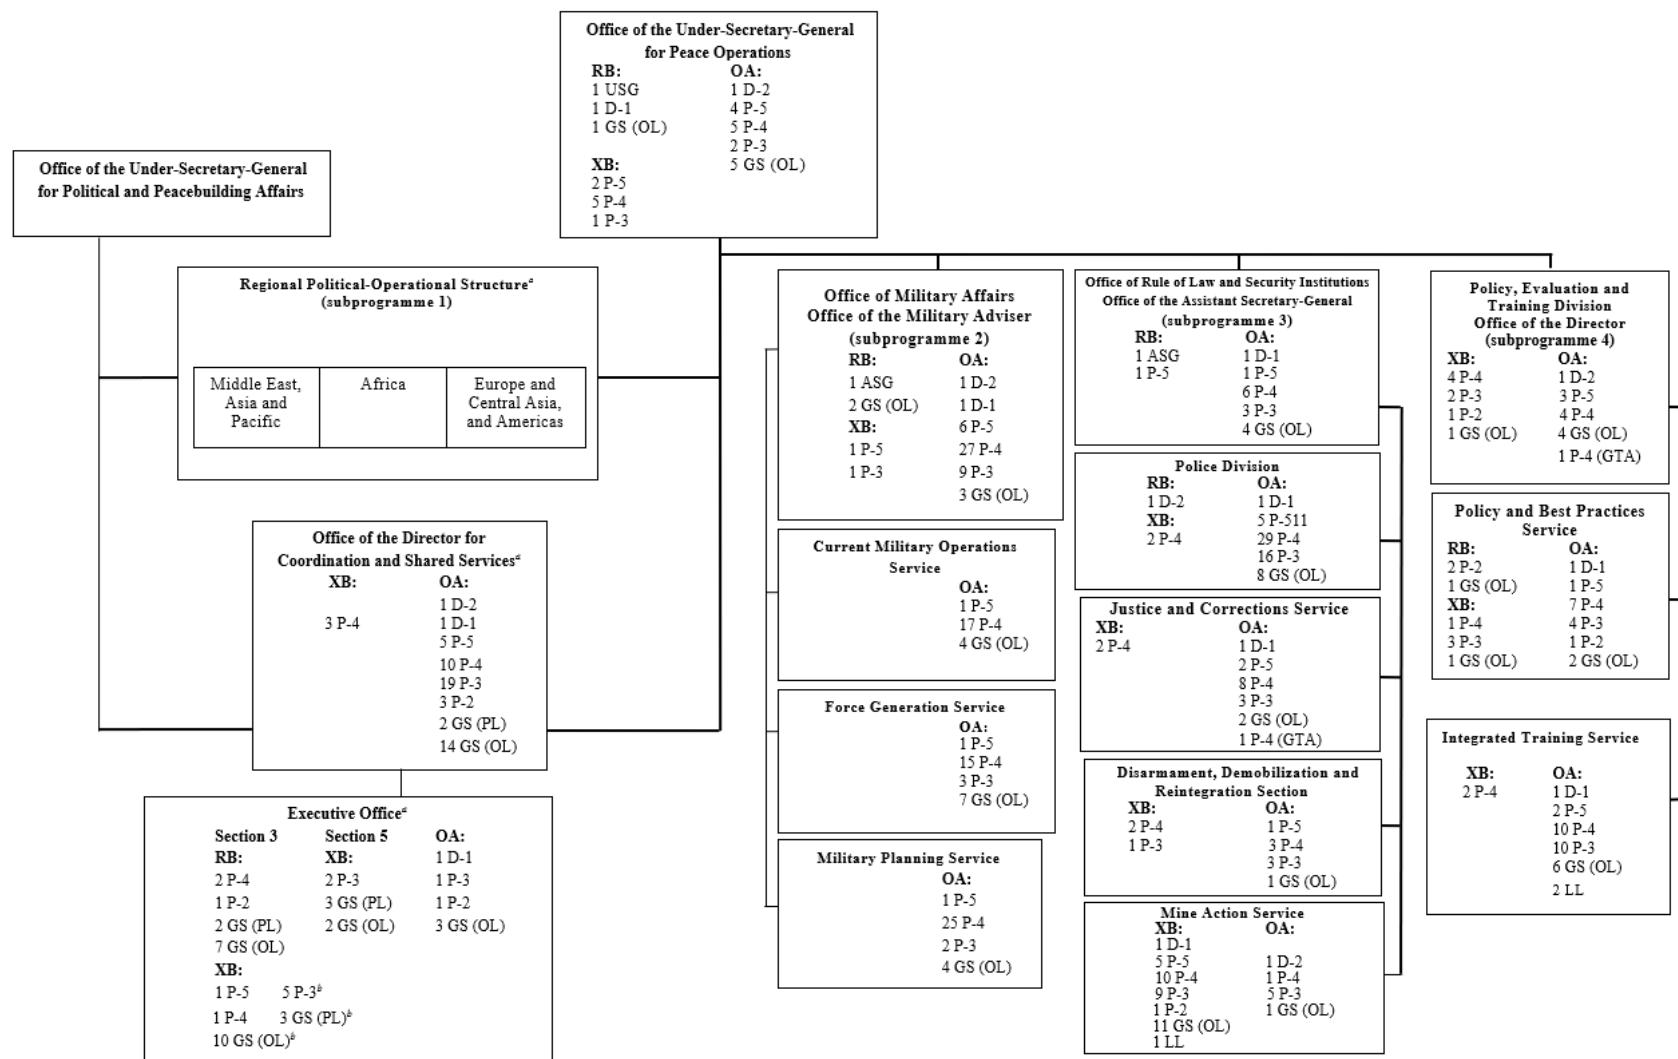 Office of the Under-Secretary-General
for Peace Operations
RB: OA:
1 USG 1 D-2
1 D-1 4 P-5
1 GS (OL) 5 P-4
2 P-3
XB: 5 GS (OL)
2 P-5
5 P-4
1 P-3
Office of the Under-Secretary-General
for Political and Peacebuilding Affairs
Regional Political-Operational Structureᵃ
(subprogramme 1)
Middle East,
Asia and
Pacific
Africa
Europe and
Central Asia,
and Americas
Office of the Director for
Coordination and Shared Servicesᵃ
XB: OA:
1 D-2
3 P-4 1 D-1
5 P-5
10 P-4
19 P-3
3 P-2
2 GS (PL)
14 GS (OL)
Executive Officeᵃ
Section 3 Section 5 OA:
RB: XB: 1 D-1
2 P-4 2 P-3 1 P-3
1 P-2 3 GS (PL) 1 P-2
2 GS (PL) 2 GS (OL) 3 GS (OL)
7 GS (OL)
XB:
1 P-5 5 P-3ᵇ
1 P-4 3 GS (PL)ᵇ
10 GS (OL)ᵇ
Office of Military Affairs
Office of the Military Adviser
(subprogramme 2)
RB: OA:
1 ASG 1 D-2
2 GS (OL) 1 D-1
XB: 6 P-5
1 P-5 27 P-4
1 P-3 9 P-3
3 GS (OL)
Current Military Operations
Service
OA:
1 P-5
17 P-4
4 GS (OL)
Force Generation Service
OA:
1 P-5
15 P-4
3 P-3
7 GS (OL)
Military Planning Service
OA:
1 P-5
25 P-4
2 P-3
4 GS (OL)
Office of Rule of Law and Security Institutions
Office of the Assistant Secretary-General
(subprogramme 3)
RB: OA:
1 ASG 1 D-1
1 P-5 1 P-5
6 P-4
3 P-3
4 GS (OL)
Police Division
RB: OA:
1 D-2 1 D-1
XB: 5 P-511
2 P-4 29 P-4
16 P-3
8 GS (OL)
Justice and Corrections Service
XB: OA:
2 P-4 1 D-1
2 P-5
8 P-4
3 P-3
2 GS (OL)
1 P-4 (GTA)
Disarmament, Demobilization and
Reintegration Section
XB: OA:
2 P-4 1 P-5
1 P-3 3 P-4
3 P-3
1 GS (OL)
Mine Action Service
XB: OA:
1 D-1
5 P-5 1 D-2
10 P-4 1 P-4
9 P-3 5 P-3
1 P-2 1 GS (OL)
11 GS (OL)
1 LL
Policy, Evaluation and
Training Division
Office of the Director
(subprogramme 4)
XB: OA:
4 P-4 1 D-2
2 P-3 3 P-5
1 P-2 4 P-4
1 GS (OL) 4 GS (OL)
1 P-4 (GTA)
Policy and Best Practices
Service
RB: OA:
2 P-2 1 D-1
1 GS (OL) 1 P-5
XB: 7 P-4
1 P-4 4 P-3
3 P-3 1 P-2
1 GS (OL) 2 GS (OL)
Integrated Training Service
XB: OA:
2 P-4 1 D-1
2 P-5
10 P-4
10 P-3
6 GS (OL)
2 LL